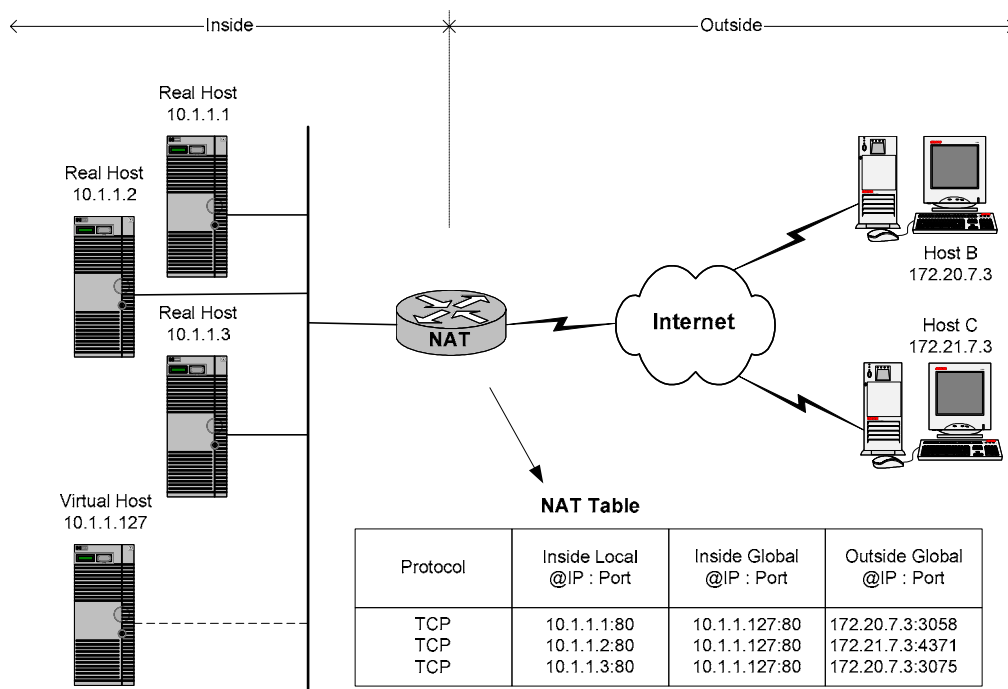 Inside
Outside
Real Host
10.1.1.1
Real Host
10.1.1.2
Real Host
10.1.1.3
Virtual Host
10.1.1.127
NAT
Internet
Host B
172.20.7.3
Host C
172.21.7.3
NAT Table
Protocol
Inside Local
@IP : Port
Inside Global
@IP : Port
Outside Global
@IP : Port
TCP 10.1.1.1:80 10.1.1.127:80 172.20.7.3:3058
TCP 10.1.1.2:80 10.1.1.127:80 172.21.7.3:4371
TCP 10.1.1.3:80 10.1.1.127:80 172.20.7.3:3075